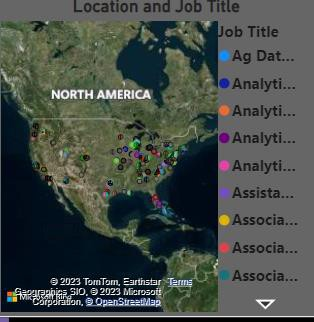 Location and Job Title
Job Title
Ag Dat...
Analyti...
Analyti...
Analyti...
Analyti...
Assista...
Associa...
Associa...
Associa...
NORTH AMERICA
© 2023 TomTom, Earthstar Terms
Geographics SIO, © 2023 Microsoft
Corporation, © OpenStreetMap
Microsoft Bing